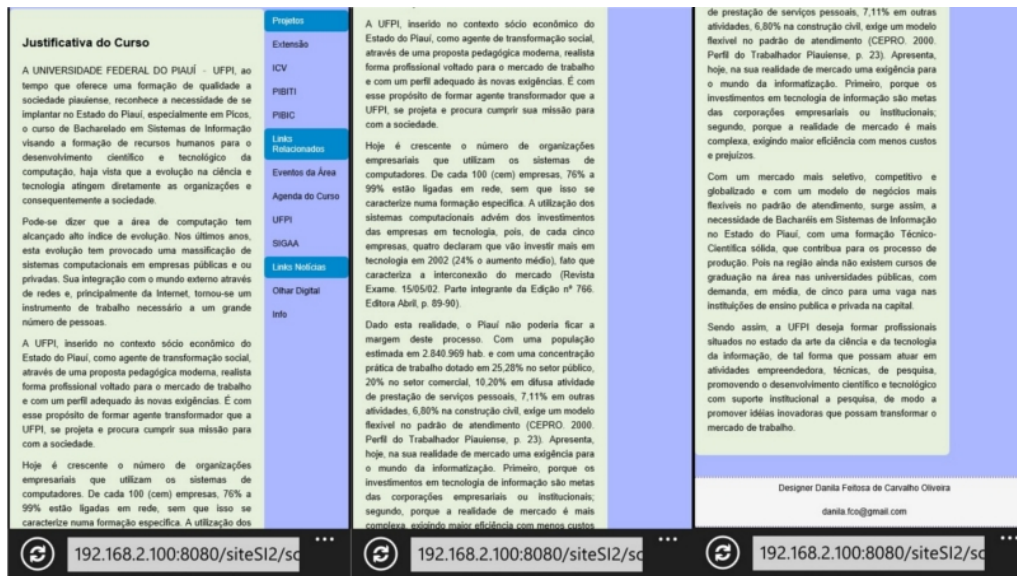 Justificativa do Curso
A UNIVERSIDADE FEDERAL DO PIAUÍ - UFPI, ao
tempo que oferece uma formação de qualidade a
sociedade piauiense, reconhece a necessidade de se
implantar no Estado do Piauí, especialmente em Picos,
o curso de Bacharelado em Sistemas de Informação
visando a formação de recursos humanos para o
desenvolvimento científico e tecnológico da
computação, haja vista que a evolução na ciência e
tecnologia atingem diretamente as organizações e
consequentemente a sociedade.
Pode-se dizer que a área de computação tem
alcançado alto índice de evolução. Nos últimos anos,
esta evolução tem provocado uma massificação de
sistemas computacionais em empresas públicas e ou
privadas. Sua integração com o mundo externo através
de redes e, principalmente da Internet, tornou-se um
instrumento de trabalho necessário a um grande
número de pessoas.
A UFPI, inserido no contexto sócio econômico do
Estado do Piauí, como agente de transformação social,
através de uma proposta pedagógica moderna, realista
forma profissional voltado para o mercado de trabalho
e com um perfil adequado às novas exigências. É com
esse propósito de formar agente transformador que a
UFPI, se projeta e procura cumprir sua missão para
com a sociedade.
Hoje é crescente o número de organizações
empresariais que utilizam os sistemas de
computadores. De cada 100 (cem) empresas, 76% a
99% estão ligadas em rede, sem que isso se
caracterize numa formação especifica. A utilização dos
Projetos
Extensão
ICV
PIBITI
PIBIC
Links
Relacionados
Eventos da Área
Agenda do Curso
UFPI
SIGAA
Links Notícias
Olhar Digital
Info
192.168.2.100:8080/siteSI2/sc
A UFPI, inserido no contexto sócio econômico do
Estado do Piauí, como agente de transformação social,
através de uma proposta pedagógica moderna, realista
forma profissional voltado para o mercado de trabalho
e com um perfil adequado às novas exigências. É com
esse propósito de formar agente transformador que a
UFPI, se projeta e procura cumprir sua missão para
com a sociedade.
Hoje é crescente o número de organizações
empresariais que utilizam os sistemas de
computadores. De cada 100 (cem) empresas, 76% a
99% estão ligadas em rede, sem que isso se
caracterize numa formação especifica. A utilização dos
sistemas computacionais advém dos investimentos
das empresas em tecnologia, pois, de cada cinco
empresas, quatro declaram que vão investir mais em
tecnologia em 2002 (24% o aumento médio), fato que
caracteriza a interconexão do mercado (Revista
Exame. 15/05/02. Parte integrante da Edição nº 766.
Editora Abril, p. 89-90).
Dado esta realidade, o Piauí não poderia ficar a
margem deste processo. Com uma população
estimada em 2.840.969 hab. e com uma concentração
prática de trabalho dotado em 25,28% no setor público,
20% no setor comercial, 10,20% em difusa atividade
de prestação de serviços pessoais, 7,11% em outras
atividades, 6,80% na construção civil, exige um modelo
flexível no padrão de atendimento (CEPRO. 2000.
Perfil do Trabalhador Piauiense, p. 23). Apresenta,
hoje, na sua realidade de mercado uma exigência para
o mundo da informatização. Primeiro, porque os
investimentos em tecnologia de informação são metas
das corporações empresariais ou institucionais;
segundo, porque a realidade de mercado é mais
complexa, exigindo maior eficiência com menos custos
192.168.2.100:8080/siteSI2/sc
de prestação de serviços pessoais, 7,11% em outras
atividades, 6,80% na construção civil, exige um modelo
flexível no padrão de atendimento (CEPRO. 2000.
Perfil do Trabalhador Piauiense, p. 23). Apresenta,
hoje, na sua realidade de mercado uma exigência para
o mundo da informatização. Primeiro, porque os
investimentos em tecnologia de informação são metas
das corporações empresariais ou institucionais;
segundo, porque a realidade de mercado é mais
complexa, exigindo maior eficiência com menos custos
e prejuízos.
Com um mercado mais seletivo, competitivo e
globalizado e com um modelo de negócios mais
flexíveis no padrão de atendimento, surge assim, a
necessidade de Bacharéis em Sistemas de Informação
no Estado do Piauí, com uma formação Técnico-
Científica sólida, que contribua para os processo de
produção. Pois na região ainda não existem cursos de
graduação na área nas universidades públicas, com
demanda, em média, de cinco para uma vaga nas
instituições de ensino publica e privada na capital.
Sendo assim, a UFPI deseja formar profissionais
situados no estado da arte da ciência e da tecnologia
da informação, de tal forma que possam atuar em
atividades empreendedora, técnicas, de pesquisa,
promovendo o desenvolvimento científico e tecnológico
com suporte institucional a pesquisa, de modo a
promover idéias inovadoras que possam transformar o
mercado de trabalho.
Designer Danila Feitosa de Carvalho Oliveira
danila.fco@gmail.com
192.168.2.100:8080/siteSI2/sc